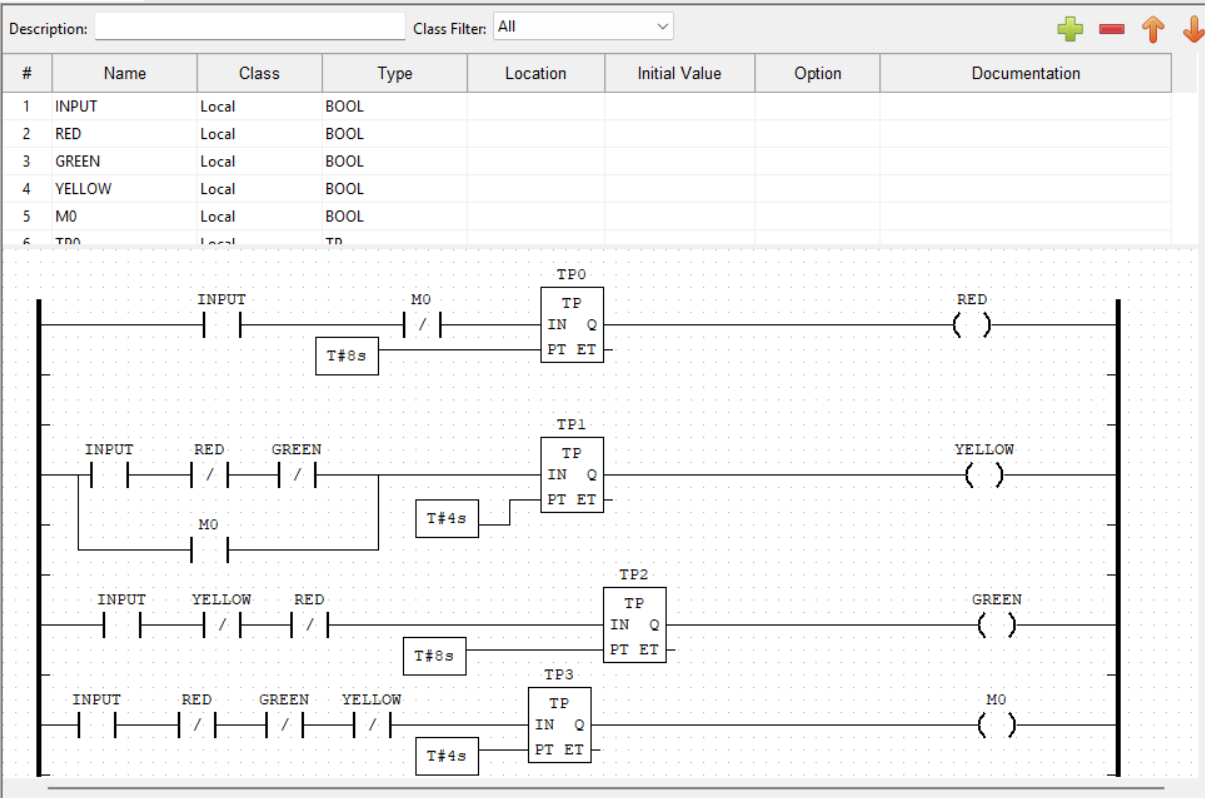 Description: Class Filter: All
# Name Class Type Location Initial Value Option Documentation
1 INPUT Local BOOL
2 RED Local BOOL
3 GREEN Local BOOL
4 YELLOW Local BOOL
5 M0 Local BOOL
6 TP0 Local TP
TP0
INPUT M0 TP RED
/ IN Q
T#8s PT ET
TP1
INPUT RED GREEN TP YELLOW
/ / IN Q
T#4s PT ET
M0
TP2
INPUT YELLOW RED TP GREEN
/ / IN Q
T#8s PT ET
TP3
INPUT RED GREEN YELLOW TP M0
/ / / IN Q
T#4s PT ET